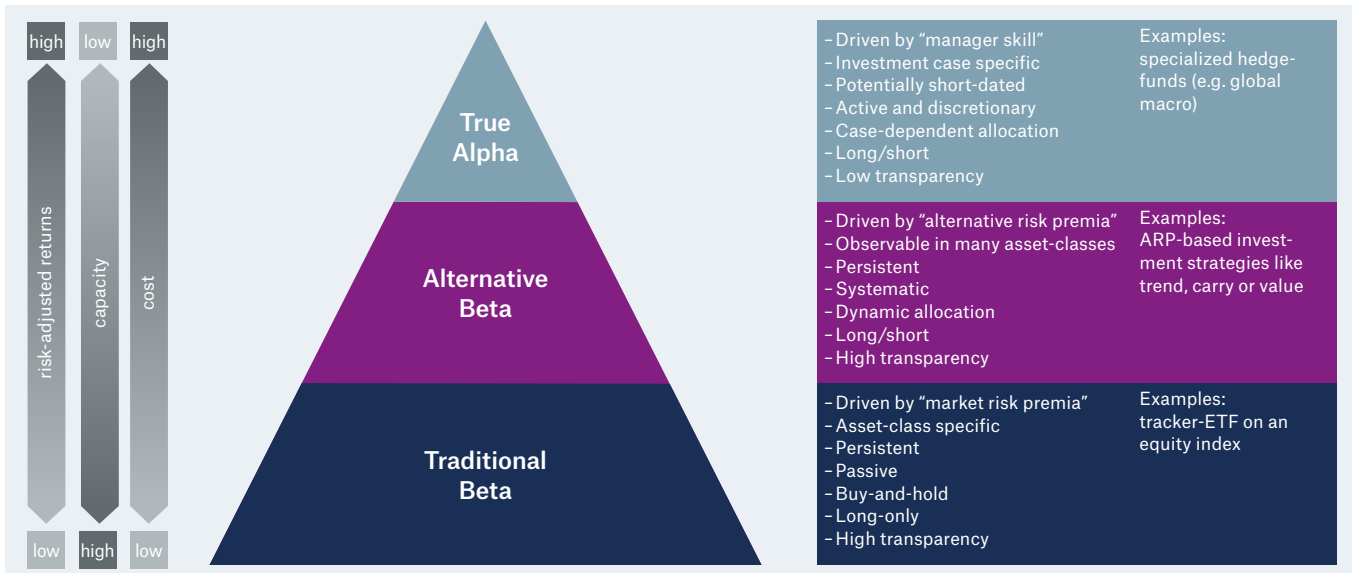 high
low
high
risk-adjusted returns
capacity
cost
low
high
low
True
Alpha
Alternative
Beta
Traditional
Beta
– Driven by “manager skill”
– Investment case specific
– Potentially short-dated
– Active and discretionary
– Case-dependent allocation
– Long/short
– Low transparency
Examples:
specialized hedge-
funds (e.g. global
macro)
– Driven by “alternative risk premia”
– Observable in many asset-classes
– Persistent
– Systematic
– Dynamic allocation
– Long/short
– High transparency
Examples:
ARP-based invest-
ment strategies like
trend, carry or value
– Driven by “market risk premia”
– Asset-class specific
– Persistent
– Passive
– Buy-and-hold
– Long-only
– High transparency
Examples:
tracker-ETF on an
equity index